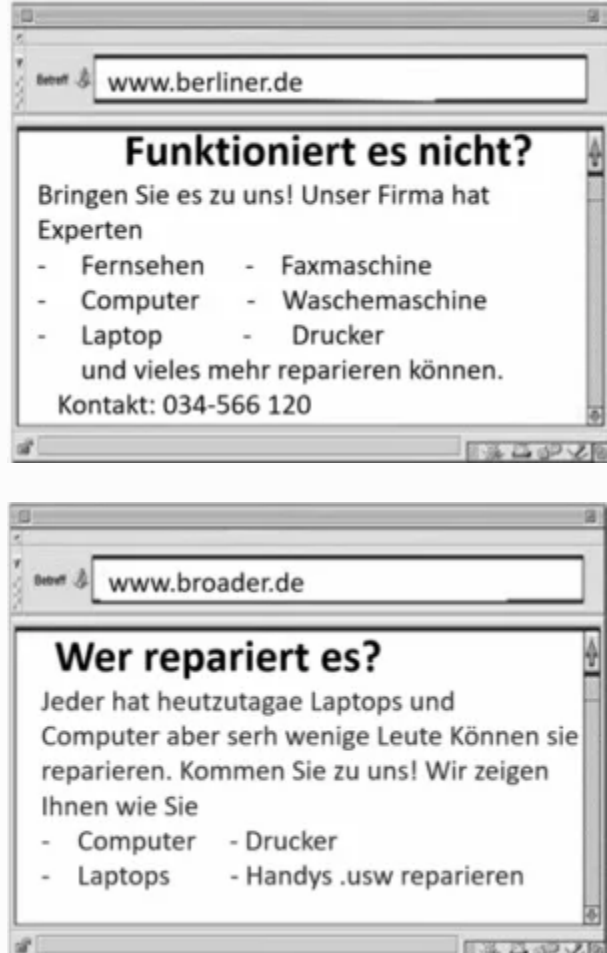 Betreff www.berliner.de
Funktioniert es nicht?
Bringen Sie es zu uns! Unser Firma hat
Experten
- Fernsehen - Faxmaschine
- Computer - Waschemaschine
- Laptop - Drucker
und vieles mehr reparieren können.
Kontakt: 034-566 120
Betreff www.broader.de
Wer repariert es?
Jeder hat heutzutagae Laptops und
Computer aber serh wenige Leute Können sie
reparieren. Kommen Sie zu uns! Wir zeigen
Ihnen wie Sie
- Computer - Drucker
- Laptops - Handys .usw reparieren